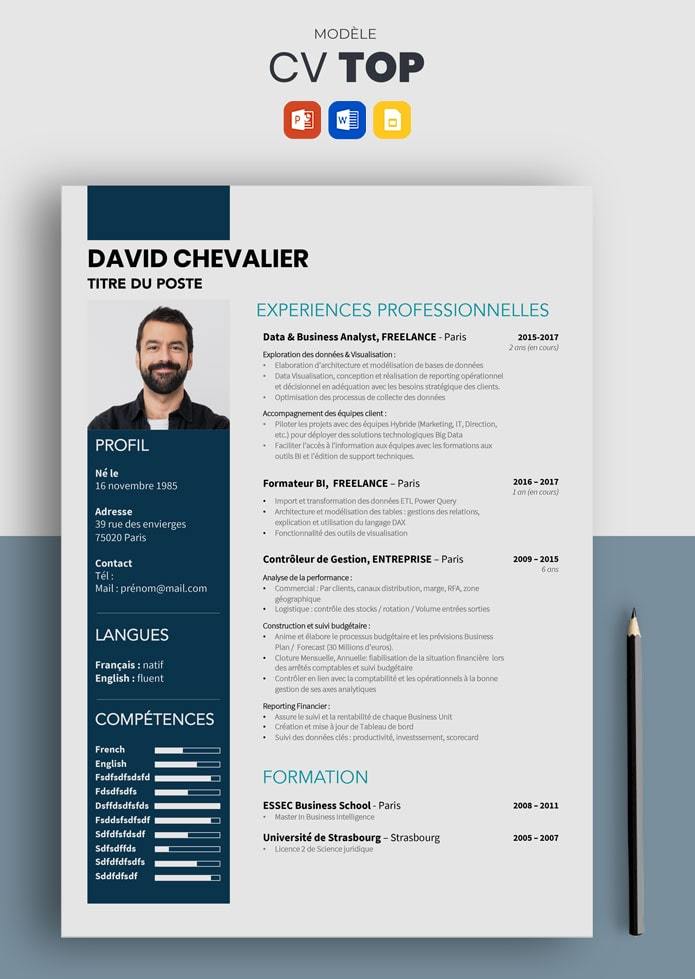 MODÈLE
CV TOP
P
W
DAVID CHEVALIER
TITRE DU POSTE
PROFIL
Né le
16 novembre 1985
Adresse
39 rue des envierges
75020 Paris
Contact
Tél :
Mail : prénom@mail.com
LANGUES
Français : natif
English : fluent
COMPÉTENCES
French
English
Fsdfsdfsdsfd
Fdsdfsdfs
Dsffdsdfsfds
Fsddsfsdfsdf
Sdfdfsfdsdf
Sdfsdffds
Sdfdfdfsdfs
Sddfdfsdf
EXPERIENCES PROFESSIONNELLES
Data & Business Analyst, FREELANCE - Paris 2015-2017
2 ans (en cours)
Exploration des données & Visualisation :
• Elaboration d'architecture et modélisation de bases de données
• Data Visualisation, conception et réalisation de reporting opérationnel
et décisionnel en adéquation avec les besoins stratégique des clients.
• Optimisation des processus de collecte des données
Accompagnement des équipes client :
• Piloter les projets avec des équipes Hybride (Marketing, IT, Direction,
etc.) pour déployer des solutions technologiques Big Data
• Faciliter l'accès à l'information aux équipes avec les formations aux
outils BI et l'édition de support techniques.
Formateur BI, FREELANCE – Paris 2016 – 2017
1 an (en cours)
• Import et transformation des données ETL Power Query
• Architecture et modélisation des tables : gestions des relations,
explication et utilisation du langage DAX
• Fonctionnalité des outils de visualisation
Contrôleur de Gestion, ENTREPRISE – Paris 2009 – 2015
6 ans
Analyse de la performance :
• Commercial : Par clients, canaux distribution, marge, RFA, zone
géographique
• Logistique : contrôle des stocks / rotation / Volume entrées sorties
Construction et suivi budgétaire :
• Anime et élabore le processus budgétaire et les prévisions Business
Plan / Forecast (30 Millions d'euros).
• Cloture Mensuelle, Annuelle: fiabilisation de la situation financière lors
des arrêtés comptables et suivi budgétaire
• Contrôler en lien avec la comptabilité et les opérationnels à la bonne
gestion de ses axes analytiques
Reporting Financier :
• Assure le suivi et la rentabilité de chaque Business Unit
• Création et mise à jour de Tableau de bord
• Suivi des données clés : productivité, investssement, scorecard
FORMATION
ESSEC Business School - Paris 2008 – 2011
• Master in Business Intelligence
Université de Strasbourg – Strasbourg 2005 – 2007
• Licence 2 de Science juridique